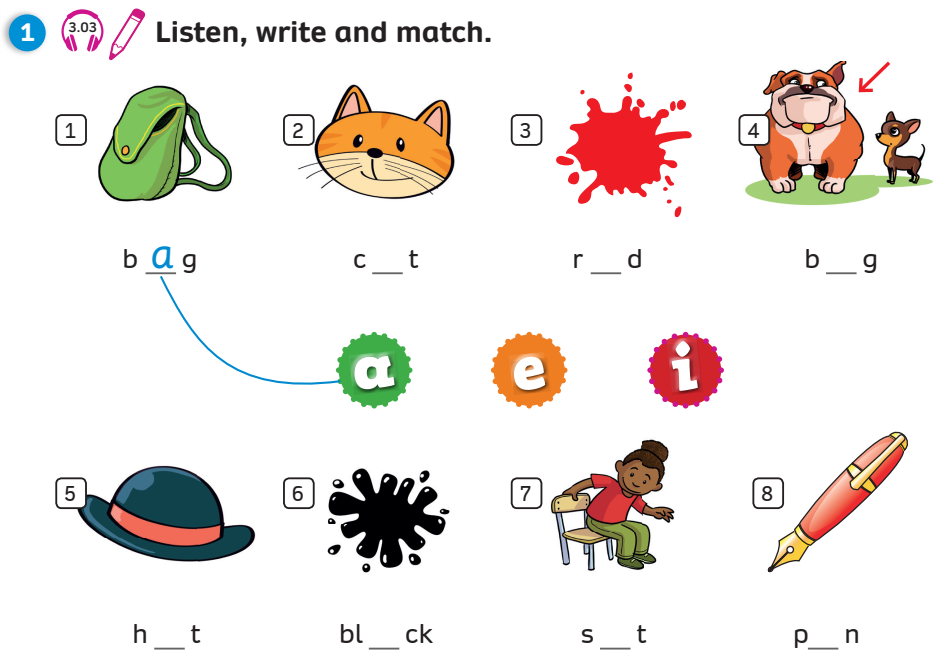 1 3.03 Listen, write and match.
1 2 3 4
b a g c __ t r __ d b __ g
a e i
5 6 7 8
h __ t bl __ ck s __ t p__ n